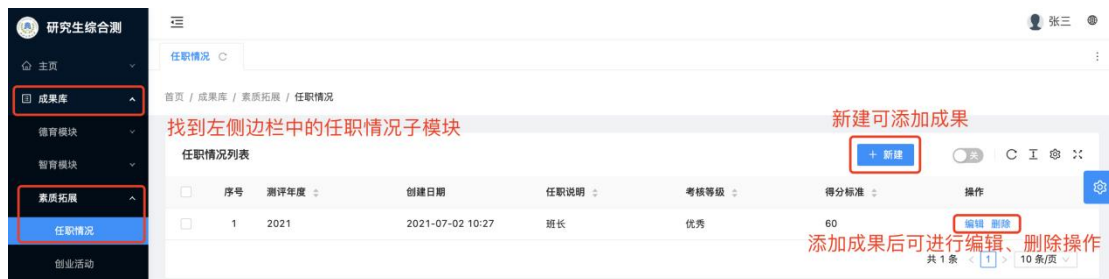 研究生综合测
张三
主页
任职情况
成果库
首页 / 成果库 / 素质拓展 / 任职情况
德育模块
找到左侧边栏中的任职情况子模块
新建可添加成果
智育模块
任职情况列表
+ 新建
关
素质拓展
序号 测评年度 创建日期 任职说明 考核等级 得分标准 操作
任职情况
1 2021 2021-07-02 10:27 班长 优秀 60 编辑 删除
添加成果后可进行编辑、删除操作
创业活动
共 1 条 < 1 > 10 条/页